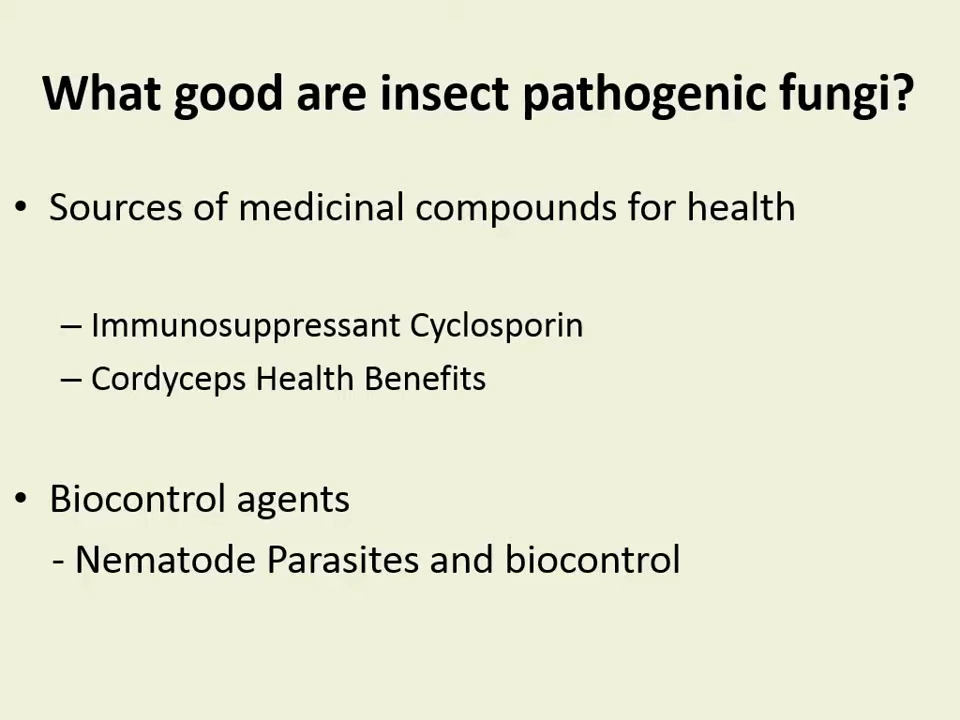 What good are insect pathogenic fungi?
• Sources of medicinal compounds for health
– Immunosuppressant Cyclosporin
– Cordyceps Health Benefits
• Biocontrol agents
- Nematode Parasites and biocontrol